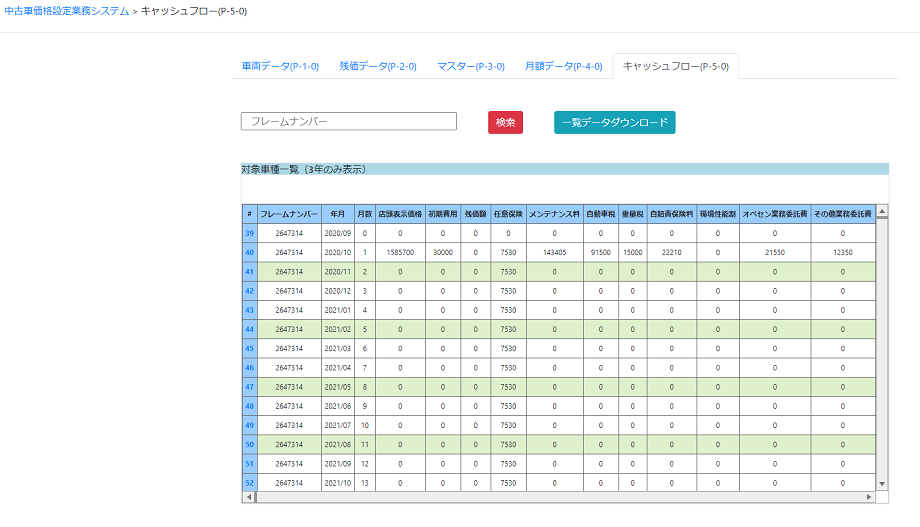 中古車価格設定業務システム > キャッシュフロー(P-5-0)
車両データ(P-1-0) 残価データ(P-2-0) マスター(P-3-0) 月額データ(P-4-0) キャッシュフロー(P-5-0)
フレームナンバー 検索 一覧データダウンロード
対象車種一覧（3年のみ表示）
# フレームナンバー 年月 月数 店頭表示価格 初期費用 残価額 任意保険 メンテナンス料 自動車税 重量税 自賠責保険料 環境性能割 オペセン業務委託費 その他業務委託費
39 2647314 2020/09 0 0 0 0 0 0 0 0 0 0 0 0
40 2647314 2020/10 1 1585700 30000 0 7530 143405 91500 15000 22210 0 21550 12350
41 2647314 2020/11 2 0 0 0 7530 0 0 0 0 0 0 0
42 2647314 2020/12 3 0 0 0 7530 0 0 0 0 0 0 0
43 2647314 2021/01 4 0 0 0 7530 0 0 0 0 0 0 0
44 2647314 2021/02 5 0 0 0 7530 0 0 0 0 0 0 0
45 2647314 2021/03 6 0 0 0 7530 0 0 0 0 0 0 0
46 2647314 2021/04 7 0 0 0 7530 0 0 0 0 0 0 0
47 2647314 2021/05 8 0 0 0 7530 0 0 0 0 0 0 0
48 2647314 2021/06 9 0 0 0 7530 0 0 0 0 0 0 0
49 2647314 2021/07 10 0 0 0 7530 0 0 0 0 0 0 0
50 2647314 2021/08 11 0 0 0 7530 0 0 0 0 0 0 0
51 2647314 2021/09 12 0 0 0 7530 0 0 0 0 0 0 0
52 2647314 2021/10 13 0 0 0 7530 0 0 0 0 0 0 0